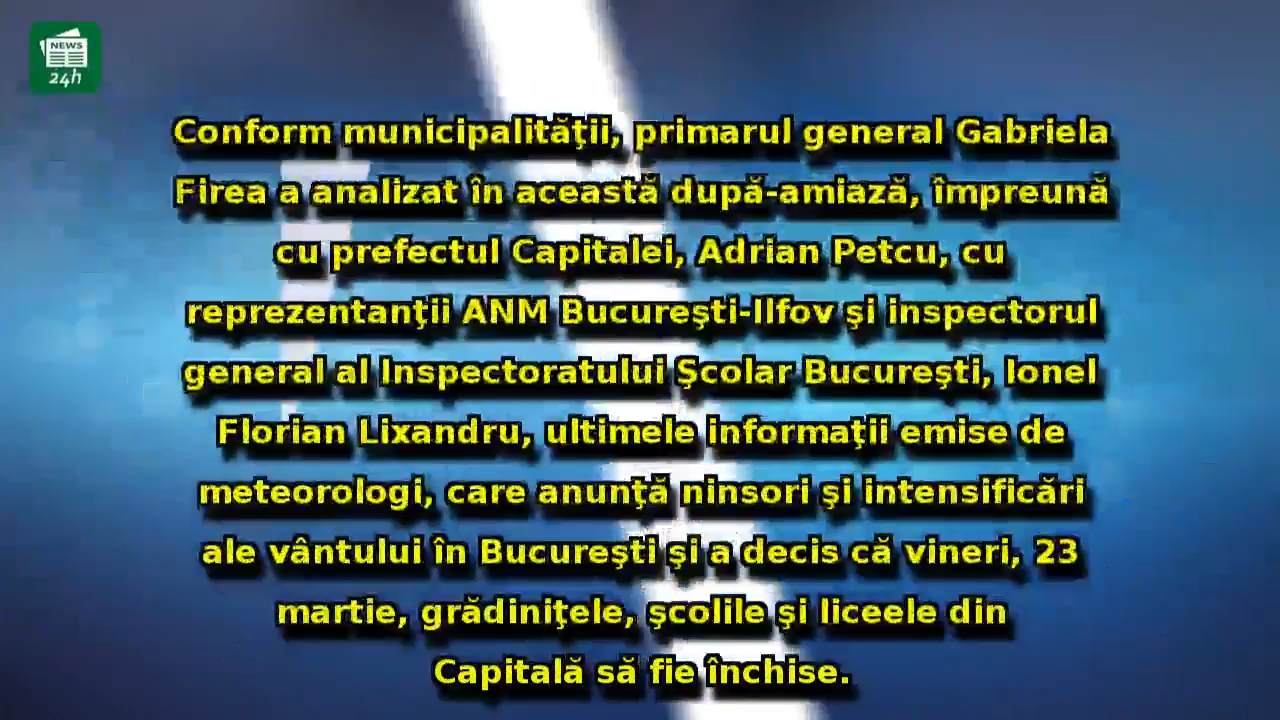 NEWS
24h
Conform municipalităţii, primarul general Gabriela
Firea a analizat în această după-amiază, împreună
cu prefectul Capitalei, Adrian Petcu, cu
reprezentanţii ANM Bucureşti-Ilfov şi inspectorul
general al Inspectoratului Şcolar Bucureşti, Ionel
Florian Lixandru, ultimele informaţii emise de
meteorologi, care anunţă ninsori şi intensificări
ale vântului în Bucureşti şi a decis că vineri, 23
martie, grădiniţele, şcolile şi liceele din
Capitală să fie închise.